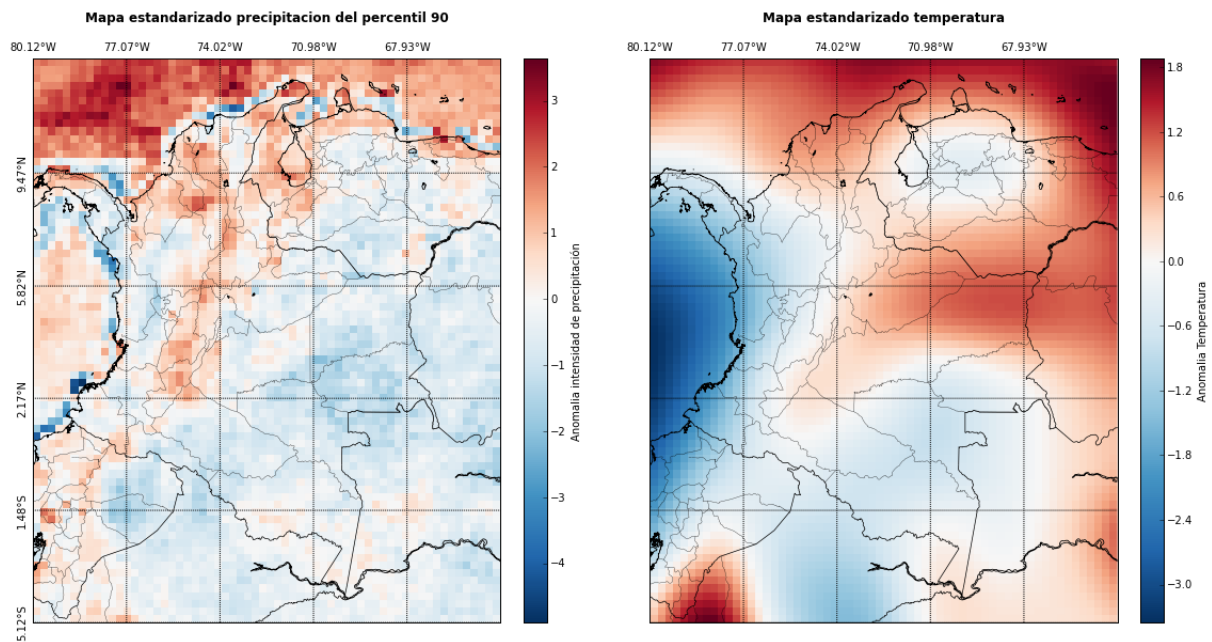 Mapa estandarizado precipitacion del percentil 90
80.12°W 77.07°W 74.02°W 70.98°W 67.93°W
9.47°N
5.82°N
2.17°N
1.48°S
5.12°S
3
2
1
0
−1
−2
−3
−4
Anomalia intensidad de precipitación
Mapa estandarizado temperatura
80.12°W 77.07°W 74.02°W 70.98°W 67.93°W
1.8
1.2
0.6
0.0
−0.6
−1.2
−1.8
−2.4
−3.0
Anomalia Temperatura